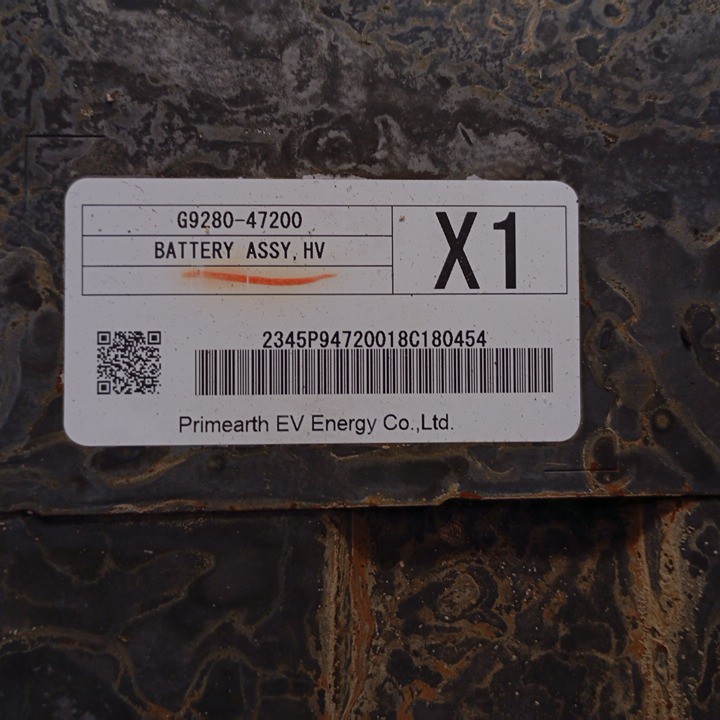 G9280-47200
BATTERY ASSY,HV
X1
2345P94720018C180454
Primearth EV Energy Co.,Ltd.